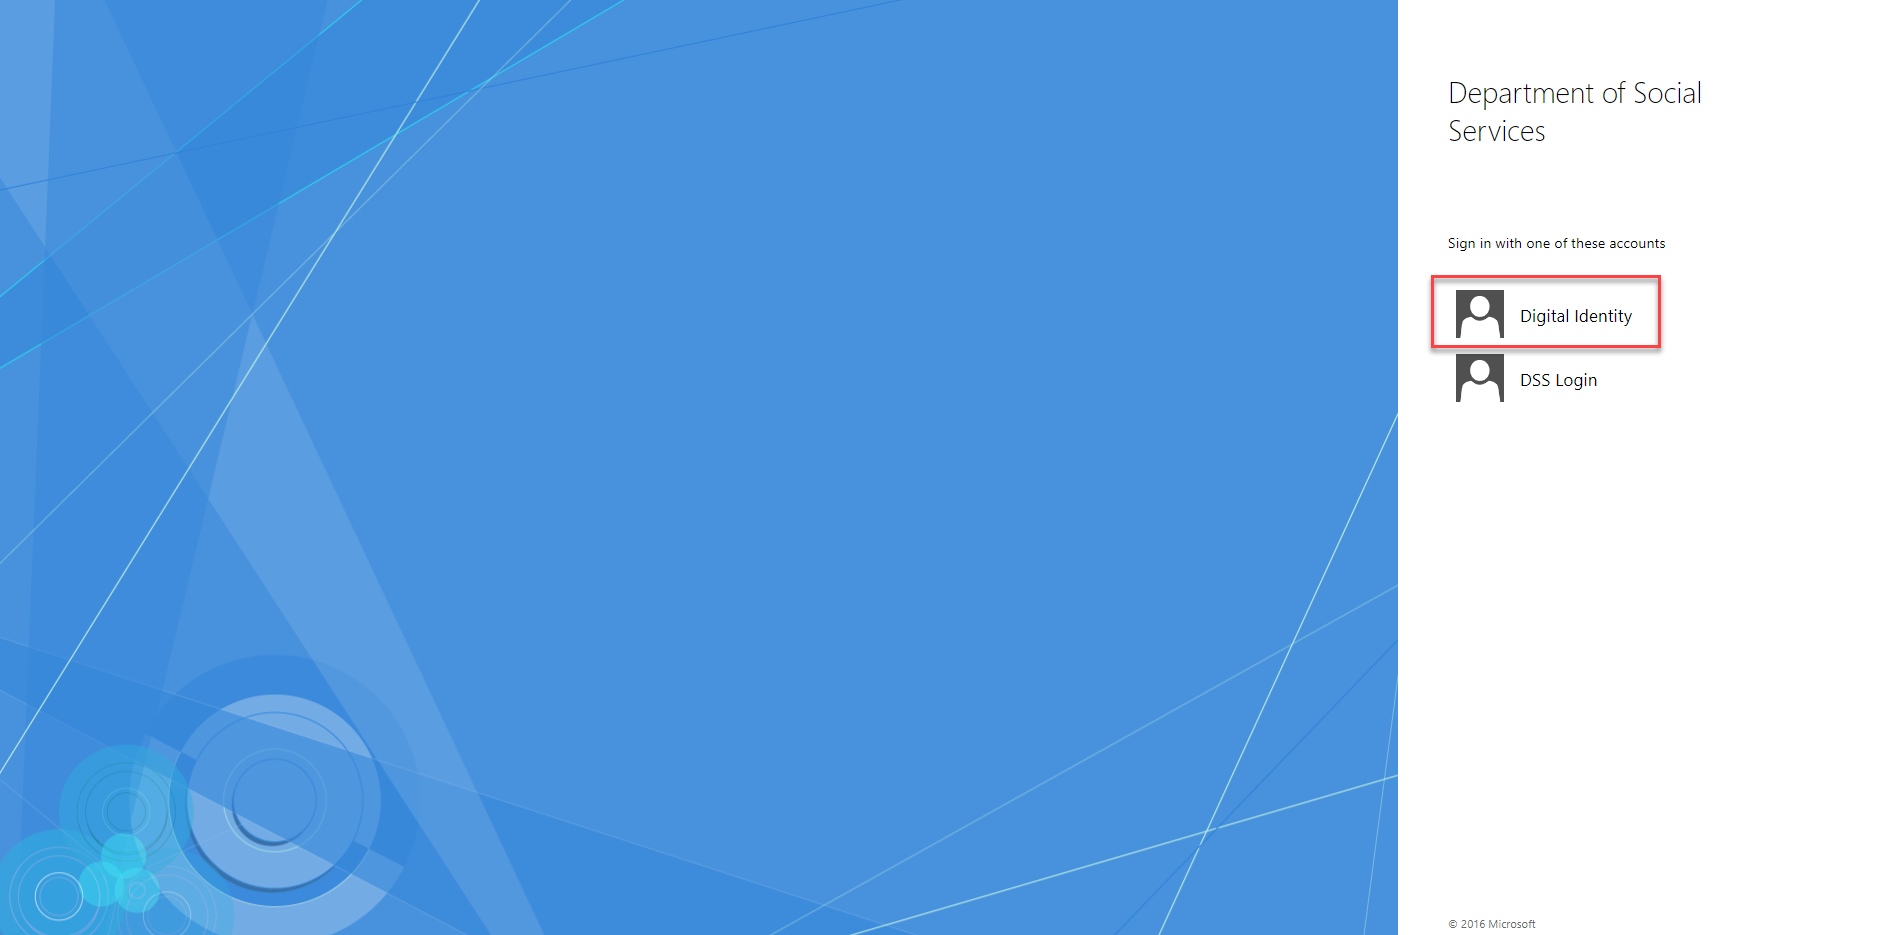 Department of Social
Services
Sign in with one of these accounts
Digital Identity
DSS Login
© 2016 Microsoft